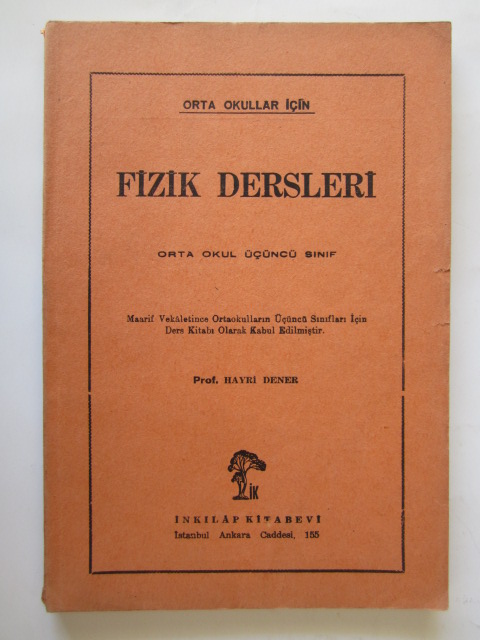 ORTA OKULLAR İÇİN
FİZİK DERSLERİ
ORTA OKUL ÜÇÜNCÜ SINIF
Maarif Vekâletince Ortaokulların Üçüncü Sınıfları İçin
Ders Kitabı Olarak Kabul Edilmiştir.
Prof. HAYRİ DENER
İK
İNKILÂP KİTABEVİ
İstanbul Ankara Caddesi, 155